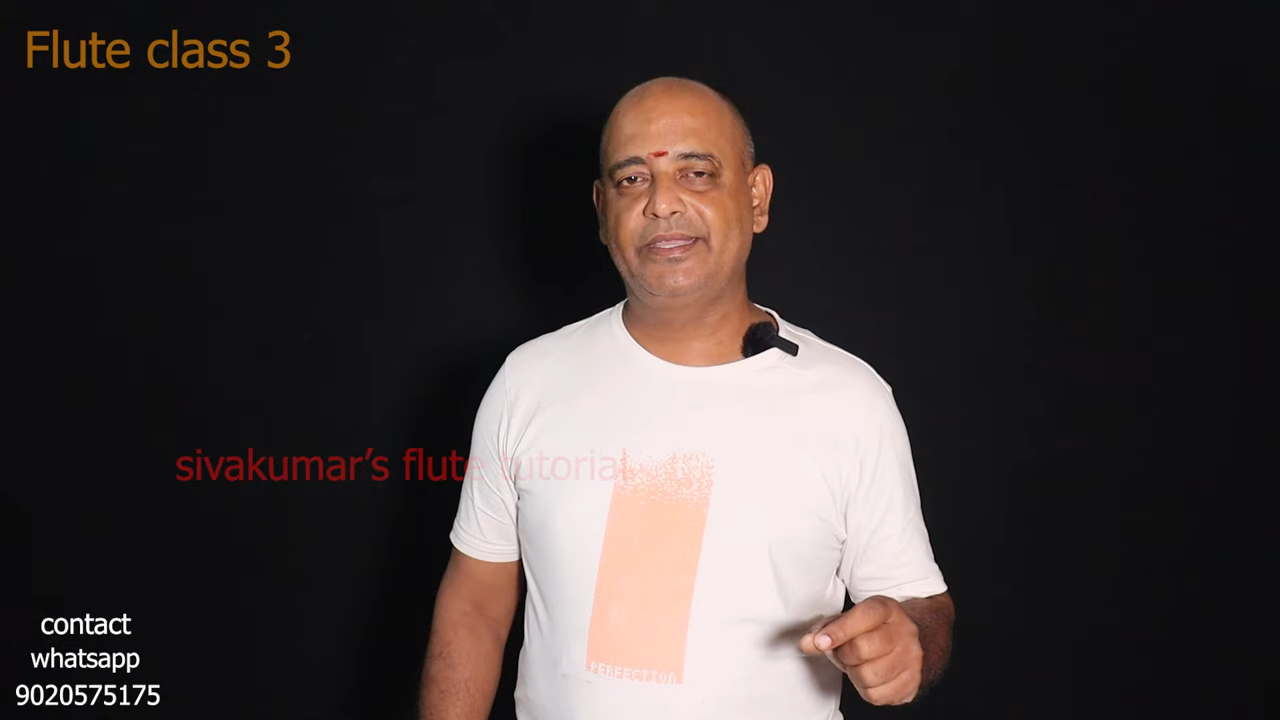 Flute class 3
sivakumar’s flute tutorial
PERFECTION
contact
whatsapp
9020575175